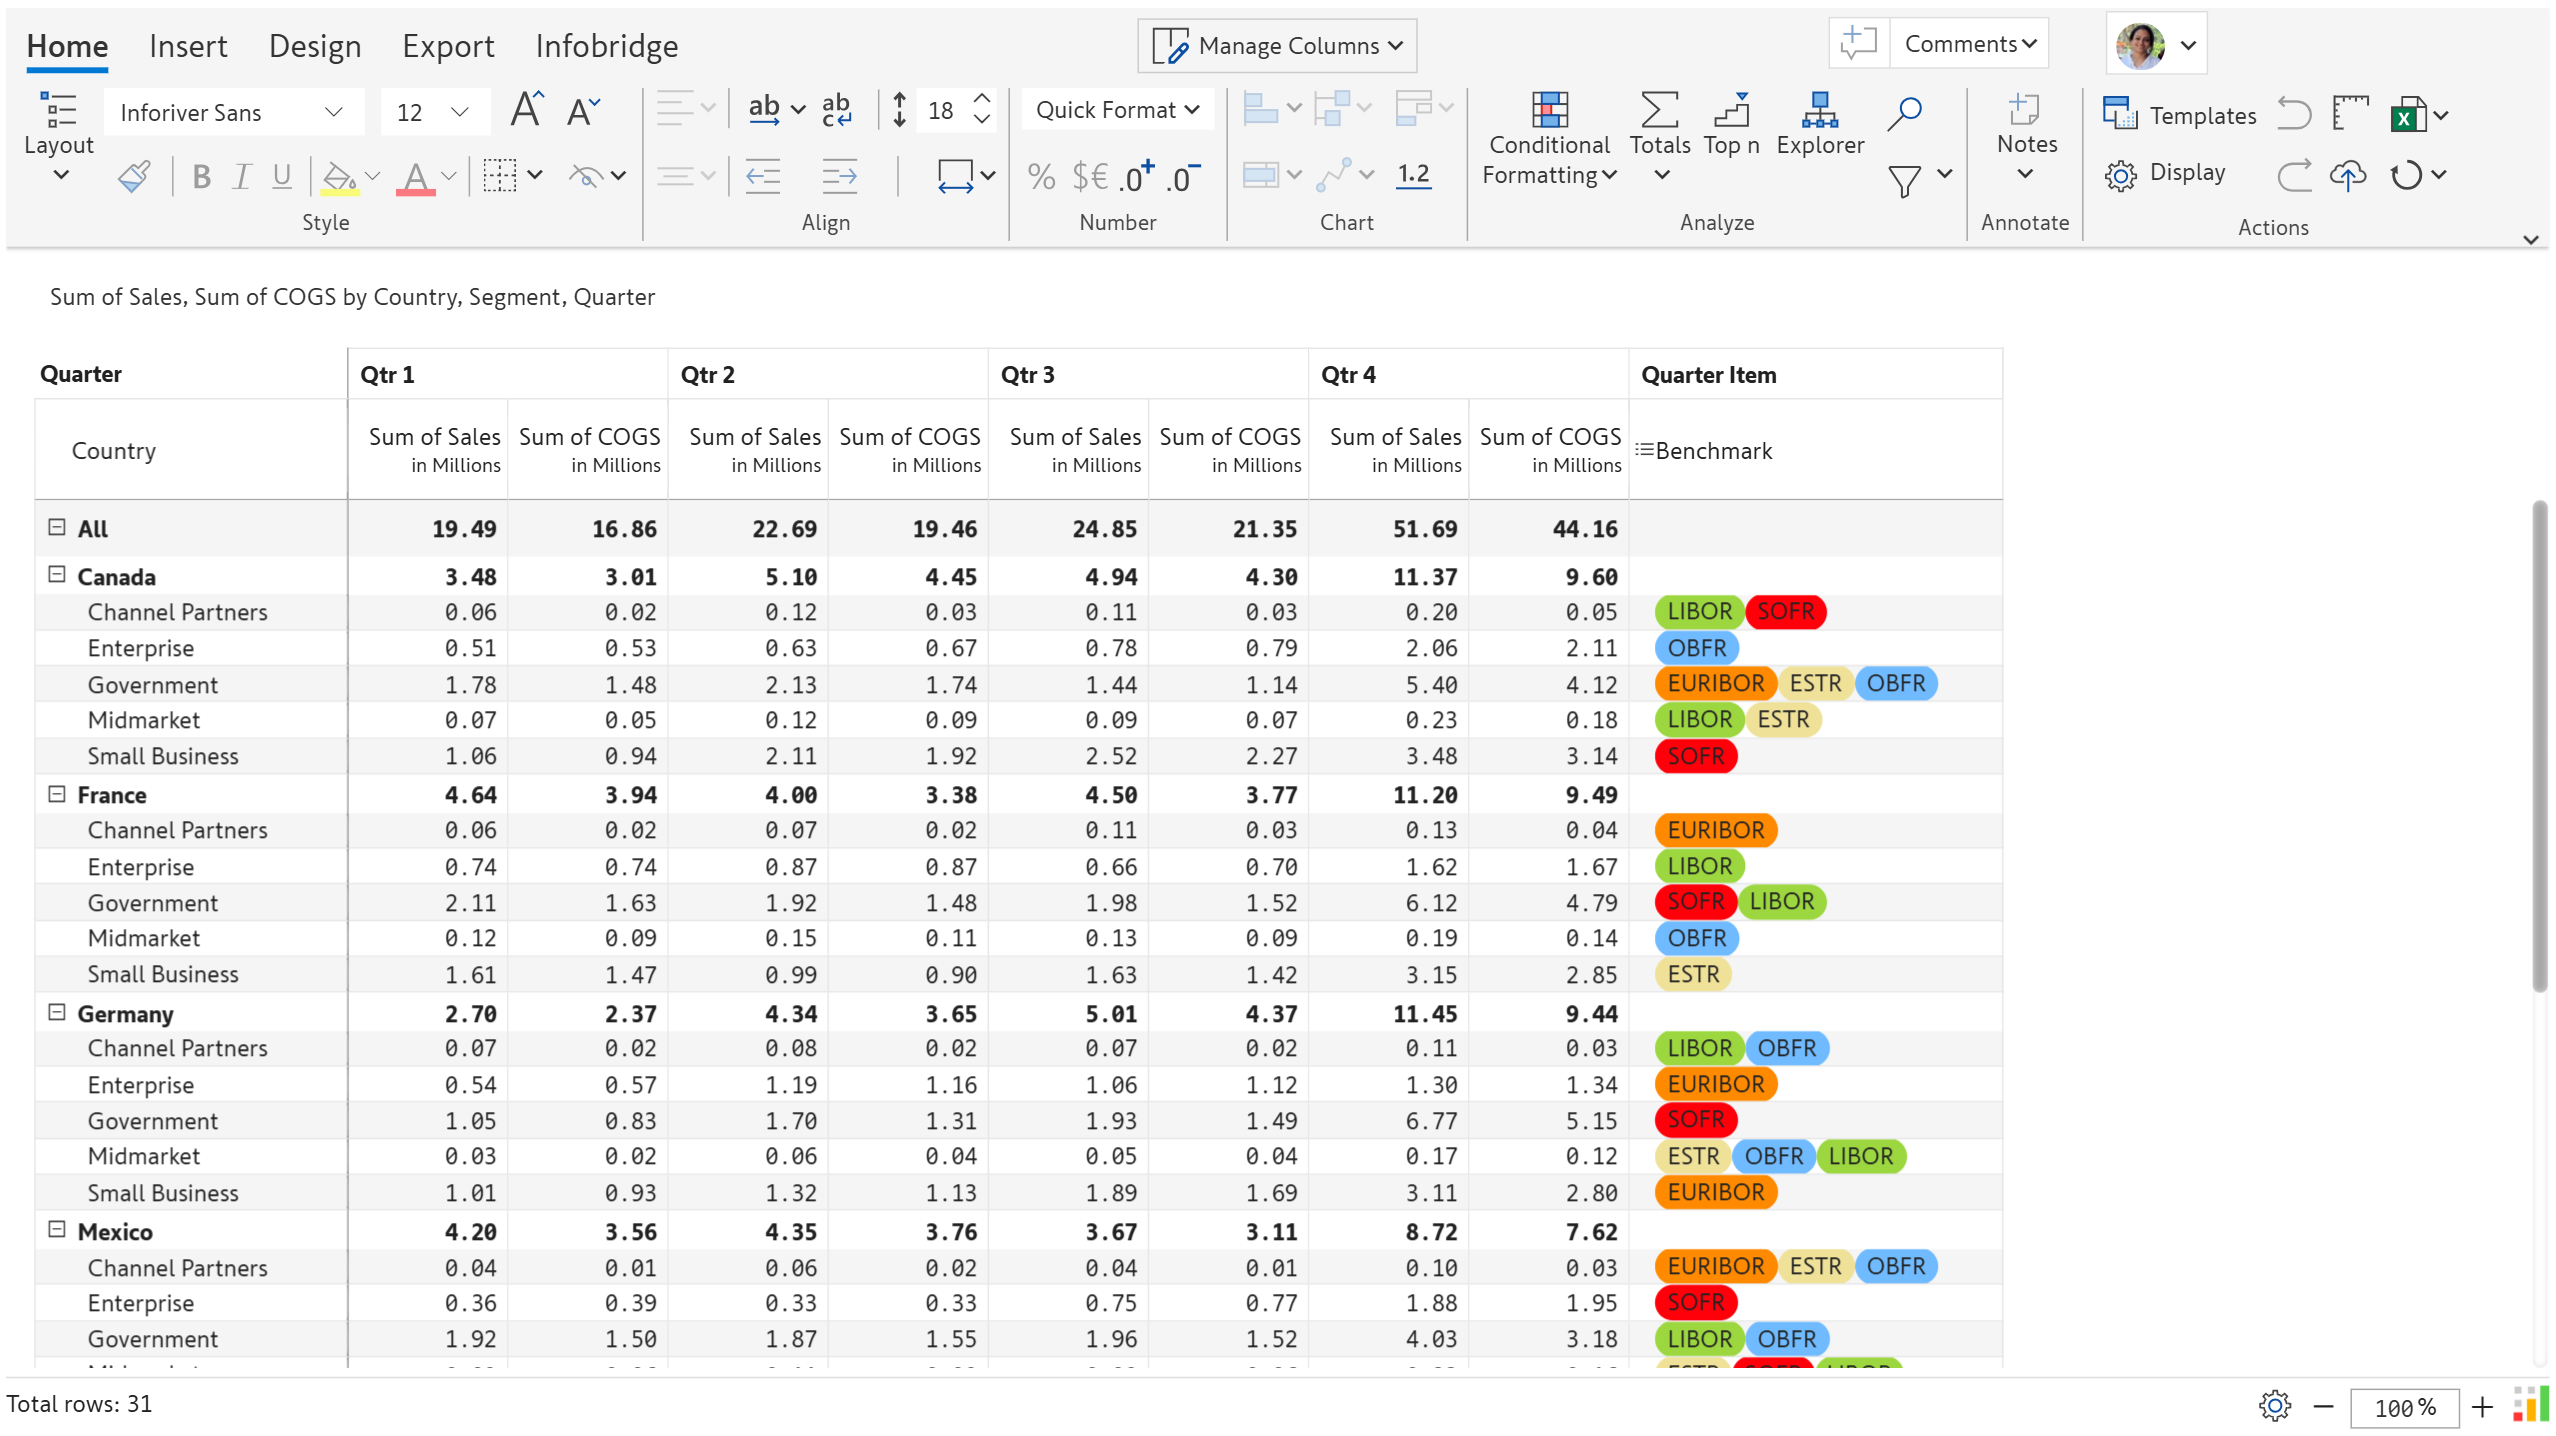 Home Insert Design Export Infobridge Manage Columns Comments
Layout Inforiver Sans 12 A A ab ab c 18 Quick Format Conditional Formatting Totals Top n Explorer Notes Templates
B I U A % $€ .0+ .0- 1.2 Display
Style Align Number Chart Analyze Annotate Actions
Sum of Sales, Sum of COGS by Country, Segment, Quarter
Quarter Qtr 1 Qtr 2 Qtr 3 Qtr 4 Quarter Item
Country Sum of Sales in Millions Sum of COGS in Millions Sum of Sales in Millions Sum of COGS in Millions Sum of Sales in Millions Sum of COGS in Millions Sum of Sales in Millions Sum of COGS in Millions Benchmark
All 19.49 16.86 22.69 19.46 24.85 21.35 51.69 44.16
Canada 3.48 3.01 5.10 4.45 4.94 4.30 11.37 9.60
Channel Partners 0.06 0.02 0.12 0.03 0.11 0.03 0.20 0.05 LIBOR SOFR
Enterprise 0.51 0.53 0.63 0.67 0.78 0.79 2.06 2.11 OBFR
Government 1.78 1.48 2.13 1.74 1.44 1.14 5.40 4.12 EURIBOR ESTR OBFR
Midmarket 0.07 0.05 0.12 0.09 0.09 0.07 0.23 0.18 LIBOR ESTR
Small Business 1.06 0.94 2.11 1.92 2.52 2.27 3.48 3.14 SOFR
France 4.64 3.94 4.00 3.38 4.50 3.77 11.20 9.49
Channel Partners 0.06 0.02 0.07 0.02 0.11 0.03 0.13 0.04 EURIBOR
Enterprise 0.74 0.74 0.87 0.87 0.66 0.70 1.62 1.67 LIBOR
Government 2.11 1.63 1.92 1.48 1.98 1.52 6.12 4.79 SOFR LIBOR
Midmarket 0.12 0.09 0.15 0.11 0.13 0.09 0.19 0.14 OBFR
Small Business 1.61 1.47 0.99 0.90 1.63 1.42 3.15 2.85 ESTR
Germany 2.70 2.37 4.34 3.65 5.01 4.37 11.45 9.44
Channel Partners 0.07 0.02 0.08 0.02 0.07 0.02 0.11 0.03 LIBOR OBFR
Enterprise 0.54 0.57 1.19 1.16 1.06 1.12 1.30 1.34 EURIBOR
Government 1.05 0.83 1.70 1.31 1.93 1.49 6.77 5.15 SOFR
Midmarket 0.03 0.02 0.06 0.04 0.05 0.04 0.17 0.12 ESTR OBFR LIBOR
Small Business 1.01 0.93 1.32 1.13 1.89 1.69 3.11 2.80 EURIBOR
Mexico 4.20 3.56 4.35 3.76 3.67 3.11 8.72 7.62
Channel Partners 0.04 0.01 0.06 0.02 0.04 0.01 0.10 0.03 EURIBOR ESTR OBFR
Enterprise 0.36 0.39 0.33 0.33 0.75 0.77 1.88 1.95 SOFR
Government 1.92 1.50 1.87 1.55 1.96 1.52 4.03 3.18 LIBOR OBFR
Total rows: 31 100 %